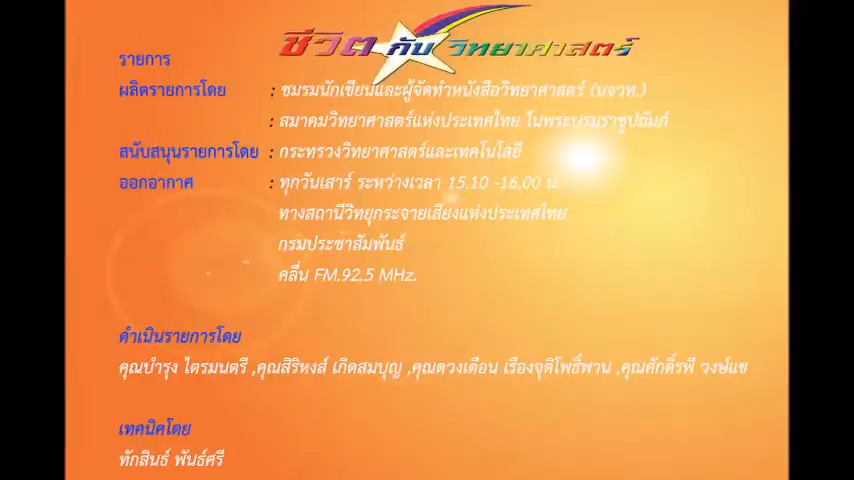 ชีวิต กับ วิทยาศาสตร์
รายการ
ผลิตรายการโดย : ชมรมนักเขียนและผู้จัดทำหนังสือวิทยาศาสตร์ (นจวท.)
: สมาคมวิทยาศาสตร์แห่งประเทศไทย ในพระบรมราชูปถัมภ์
สนับสนุนรายการโดย : กระทรวงวิทยาศาสตร์และเทคโนโลยี
ออกอากาศ : ทุกวันเสาร์ ระหว่างเวลา 15.10 -16.00 น.
ทางสถานีวิทยุกระจายเสียงแห่งประเทศไทย
กรมประชาสัมพันธ์
คลื่น FM.92.5 MHz.
ดำเนินรายการโดย
คุณบำรุง ไตรมนตรี ,คุณสิริหงส์ เกิดสมบุญ ,คุณดวงเดือน เรืองจุติโพธิ์พาน ,คุณศักดิ์รพี วงษ์แช
เทคนิคโดย
ทักสินธ์ พันธ์ศรี